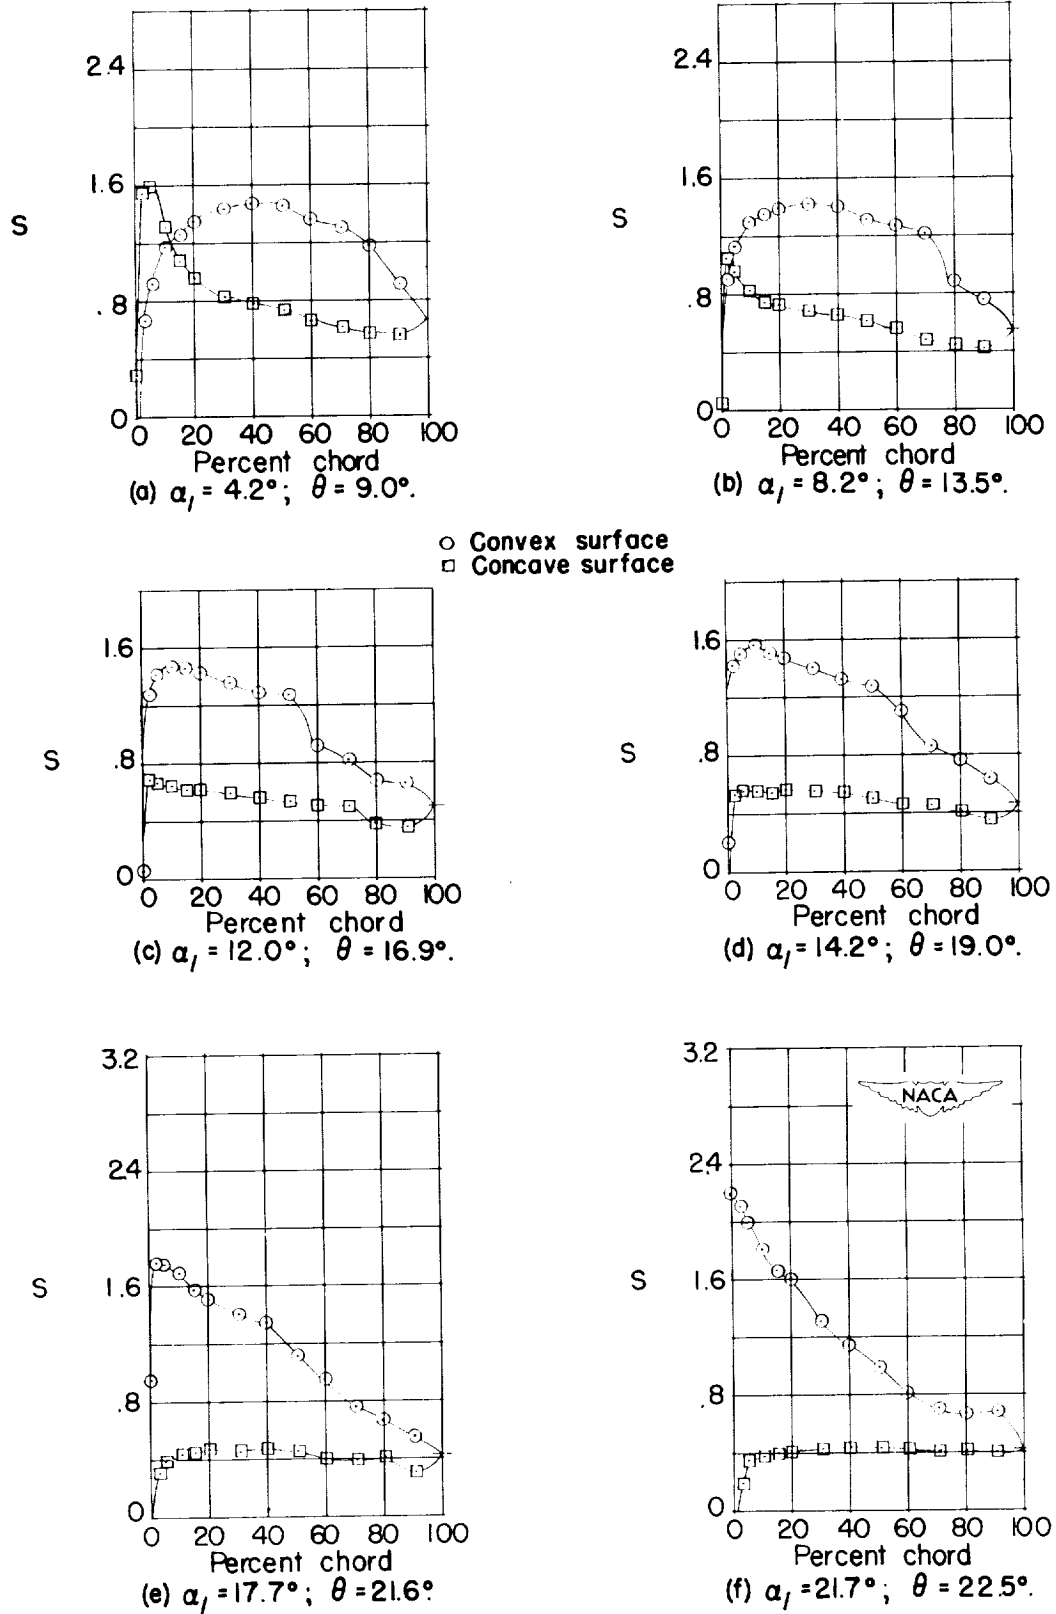 2.4
1.6
.8
0
S
0 20 40 60 80 100
Percent chord
(a) α₁ = 4.2°; θ = 9.0°.
2.4
1.6
.8
0
S
0 20 40 60 80 100
Percent chord
(b) α₁ = 8.2°; θ = 13.5°.
○ Convex surface
□ Concave surface
1.6
.8
0
S
0 20 40 60 80 100
Percent chord
(c) α₁ = 12.0°; θ = 16.9°.
1.6
.8
0
S
0 20 40 60 80 100
Percent chord
(d) α₁ = 14.2°; θ = 19.0°.
3.2
2.4
1.6
.8
0
S
0 20 40 60 80 100
Percent chord
(e) α₁ = 17.7°; θ = 21.6°.
3.2
2.4
1.6
.8
0
S
NACA
0 20 40 60 80 100
Percent chord
(f) α₁ = 21.7°; θ = 22.5°.